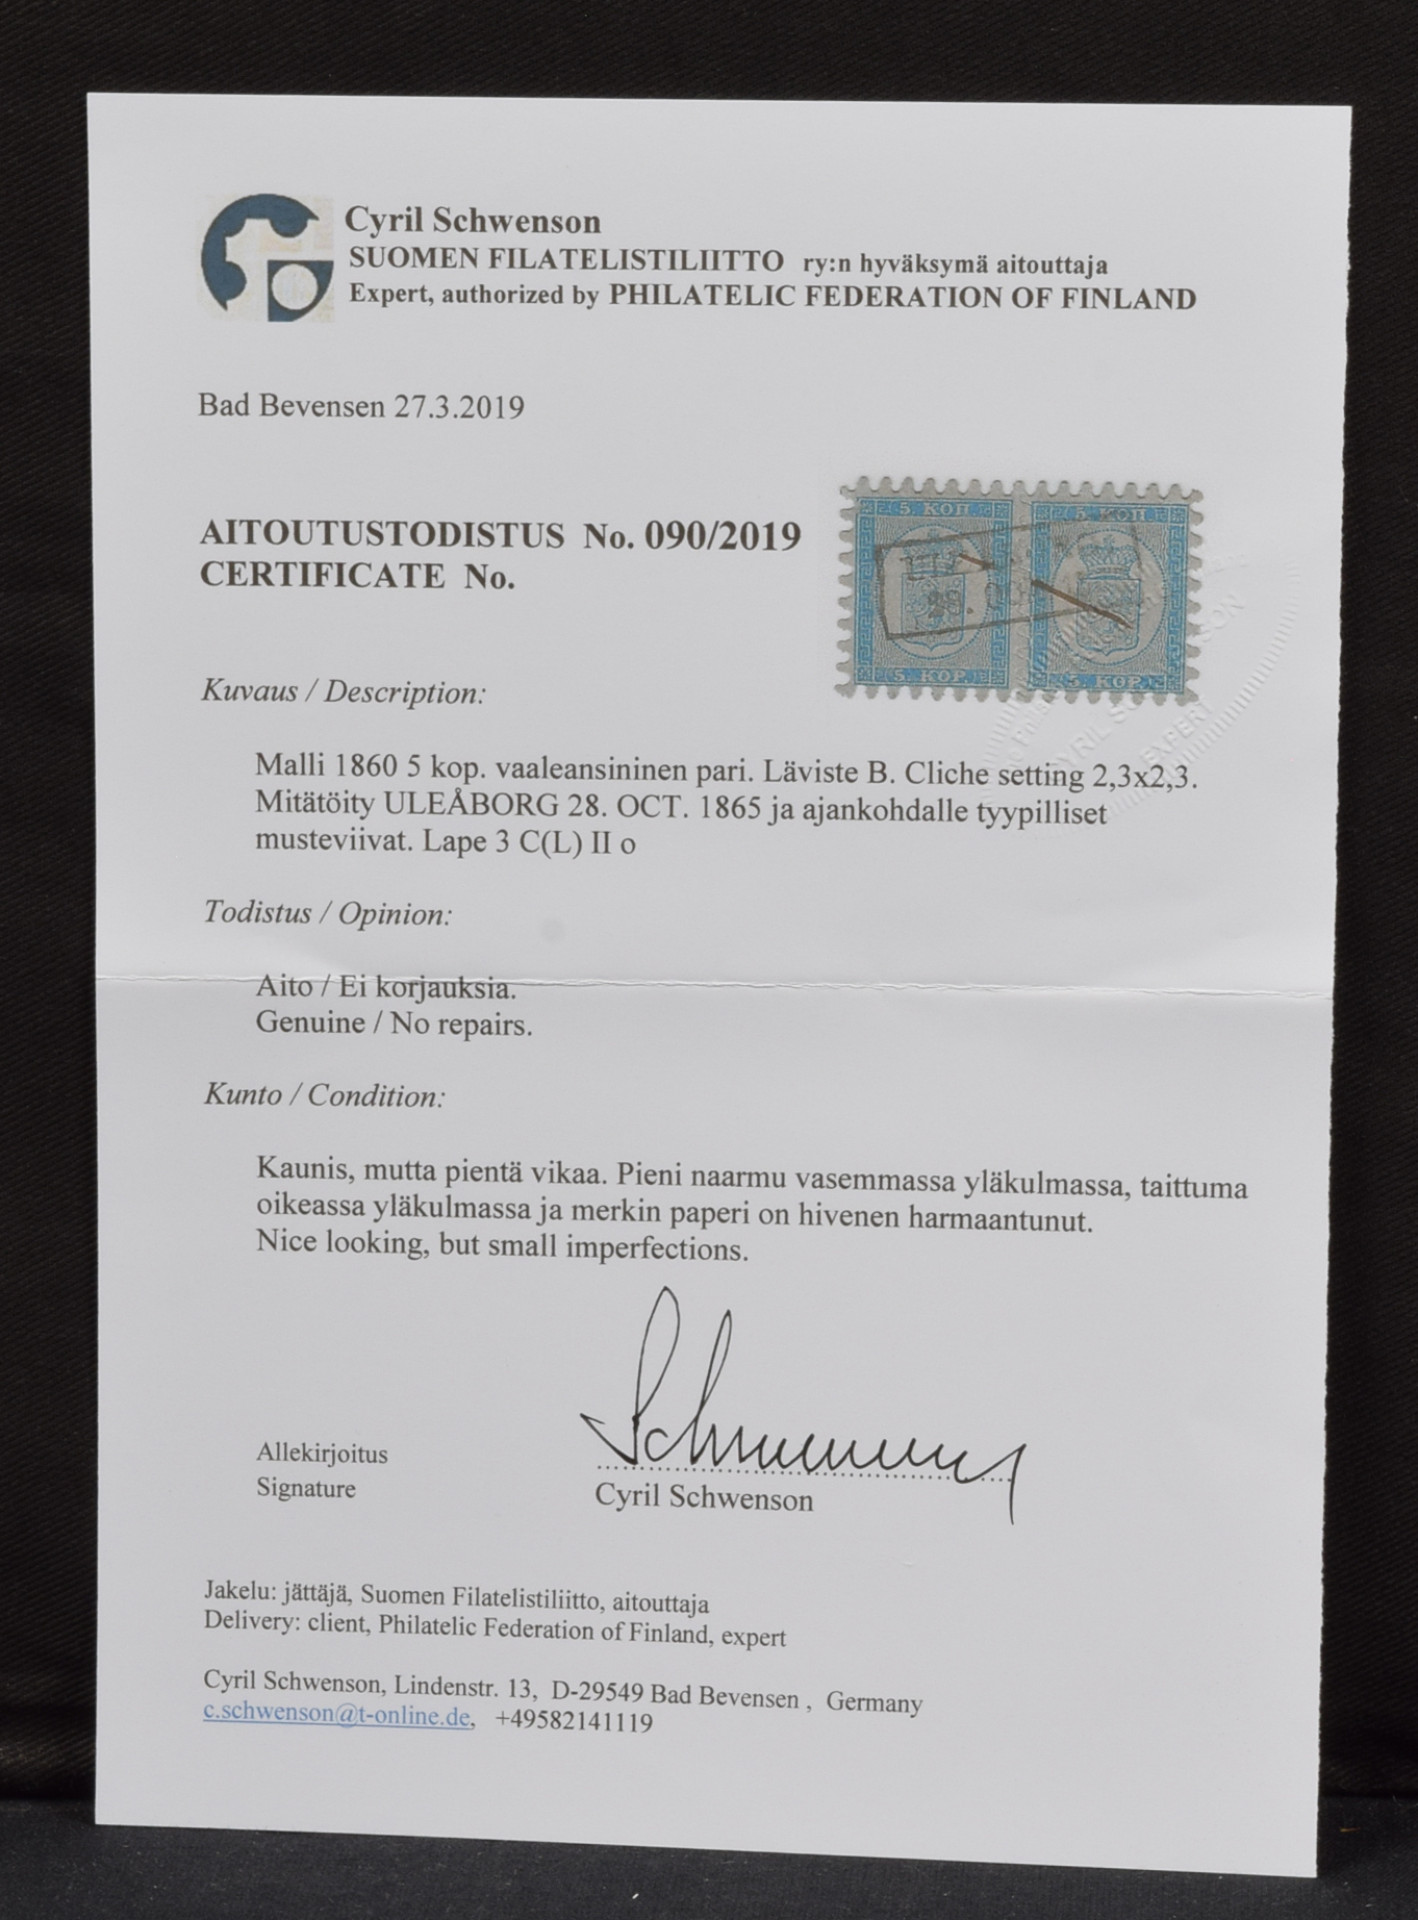 Cyril Schwenson
SUOMEN FILATELISTILIITTO ry:n hyväksymä aitouttaja
Expert, authorized by PHILATELIC FEDERATION OF FINLAND
Bad Bevensen 27.3.2019
AITOUTUSTODISTUS No. 090/2019
CERTIFICATE No.
5. КОП. 5. КОП.
5. KOP. 5. KOP.
CYRIL SCHWENSON
EXPERT
Kuvaus / Description:
Malli 1860 5 kop. vaaleansininen pari. Läviste B. Cliche setting 2,3x2,3.
Mitätöity ULEÅBORG 28. OCT. 1865 ja ajankohdalle tyypilliset
musteviivat. Lape 3 C(L) II o
Todistus / Opinion:
Aito / Ei korjauksia.
Genuine / No repairs.
Kunto / Condition:
Kaunis, mutta pientä vikaa. Pieni naarmu vasemmassa yläkulmassa, taittuma
oikeassa yläkulmassa ja merkin paperi on hivenen harmaantunut.
Nice looking, but small imperfections.
Allekirjoitus
Signature
Cyril Schwenson
Jakelu: jättäjä, Suomen Filatelistiliitto, aitouttaja
Delivery: client, Philatelic Federation of Finland, expert
Cyril Schwenson, Lindenstr. 13, D-29549 Bad Bevensen , Germany
c.schwenson@t-online.de, +49582141119